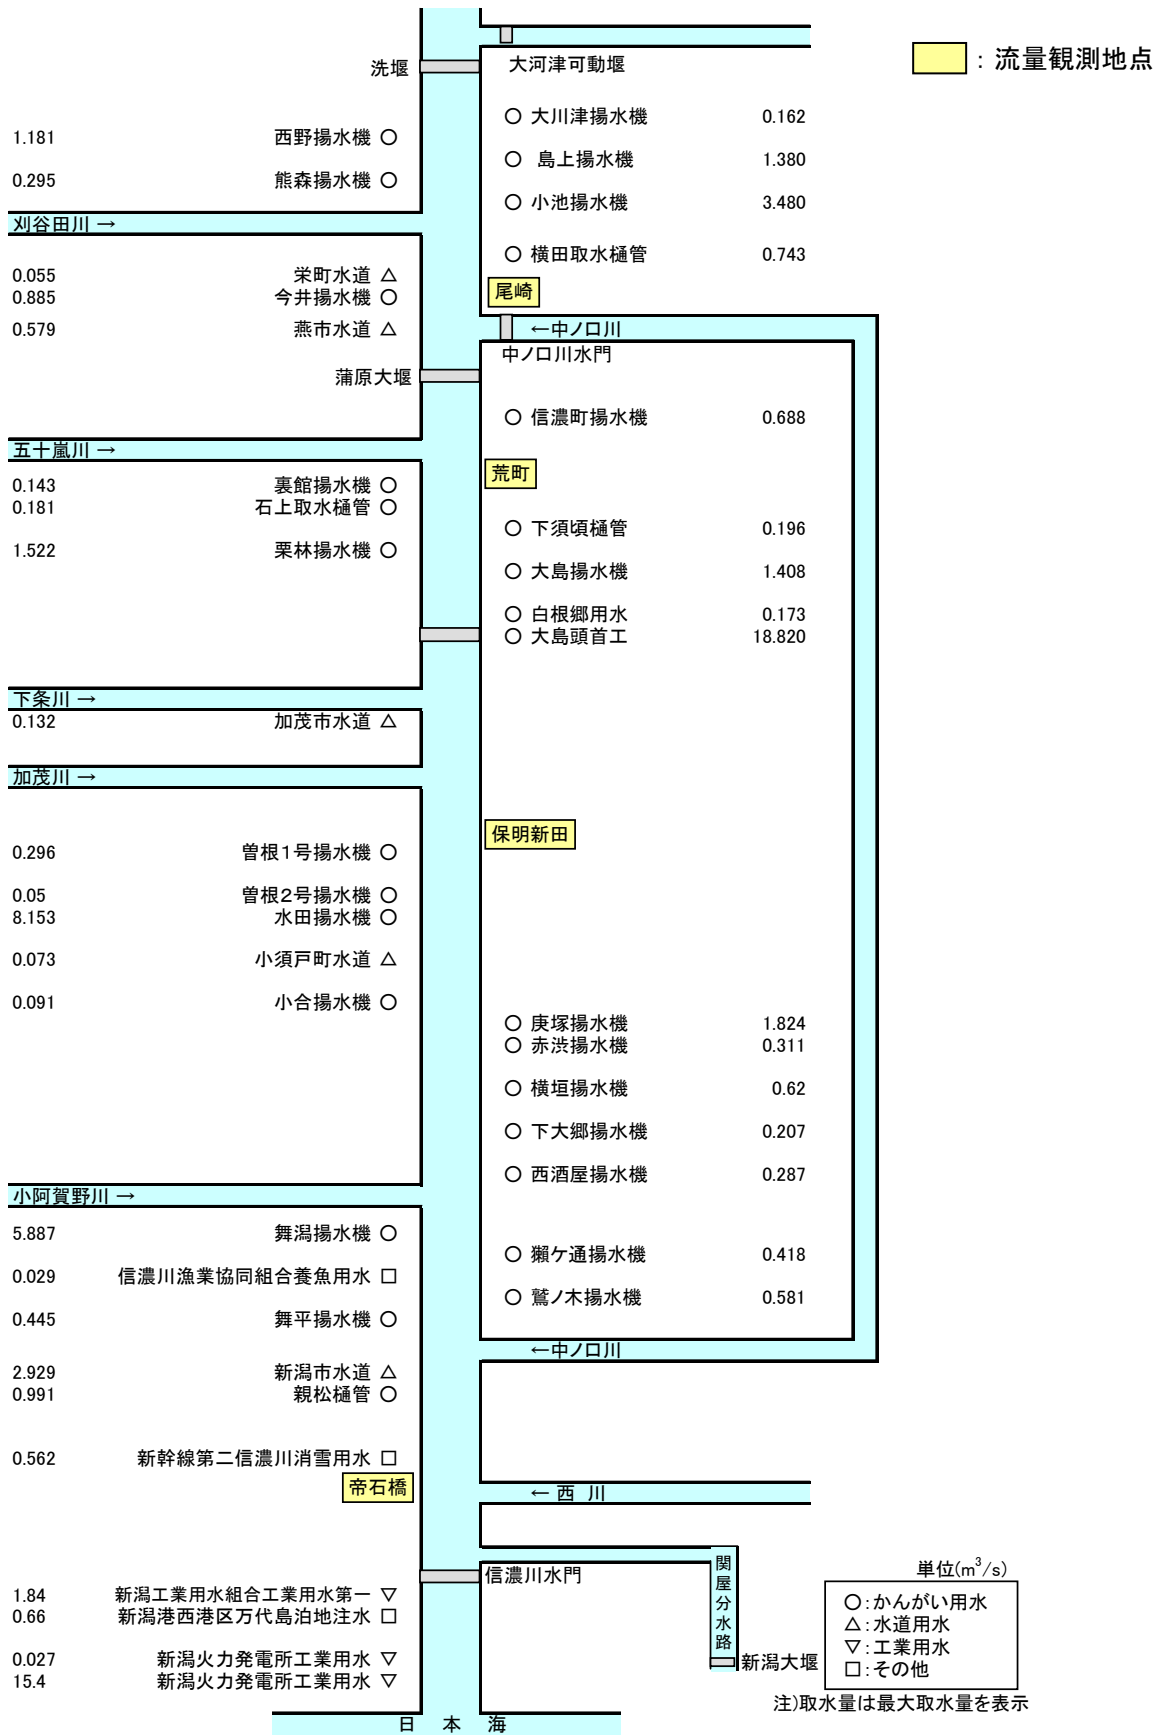 洗堰
大河津可動堰
：流量観測地点
○ 大川津揚水機 0.162
1.181 西野揚水機 ○
○ 島上揚水機 1.380
0.295 熊森揚水機 ○
○ 小池揚水機 3.480
刈谷田川 →
○ 横田取水樋管 0.743
0.055 栄町水道 △
尾崎
0.885 今井揚水機 ○
0.579 燕市水道 △
←中ノ口川
中ノ口川水門
蒲原大堰
○ 信濃町揚水機 0.688
五十嵐川 →
荒町
0.143 裏館揚水機 ○
0.181 石上取水樋管 ○
○ 下須頃樋管 0.196
1.522 栗林揚水機 ○
○ 大島揚水機 1.408
○ 白根郷用水 0.173
○ 大島頭首工 18.820
下条川 →
0.132 加茂市水道 △
加茂川 →
保明新田
0.296 曽根1号揚水機 ○
0.05 曽根2号揚水機 ○
8.153 水田揚水機 ○
0.073 小須戸町水道 △
0.091 小合揚水機 ○
○ 庚塚揚水機 1.824
○ 赤渋揚水機 0.311
○ 横垣揚水機 0.62
○ 下大郷揚水機 0.207
○ 西酒屋揚水機 0.287
小阿賀野川 →
5.887 舞潟揚水機 ○
○ 獺ケ通揚水機 0.418
0.029 信濃川漁業協同組合養魚用水 □
○ 鷲ノ木揚水機 0.581
0.445 舞平揚水機 ○
←中ノ口川
2.929 新潟市水道 △
0.991 親松樋管 ○
0.562 新幹線第二信濃川消雪用水 □
帝石橋
← 西 川
信濃川水門
関屋分水路
新潟大堰
1.84 新潟工業用水組合工業用水第一 ▽
0.66 新潟港西港区万代島泊地注水 □
0.027 新潟火力発電所工業用水 ▽
15.4 新潟火力発電所工業用水 ▽
単位(m³/s)
○：かんがい用水
△：水道用水
▽：工業用水
□：その他
注)取水量は最大取水量を表示
日 本 海